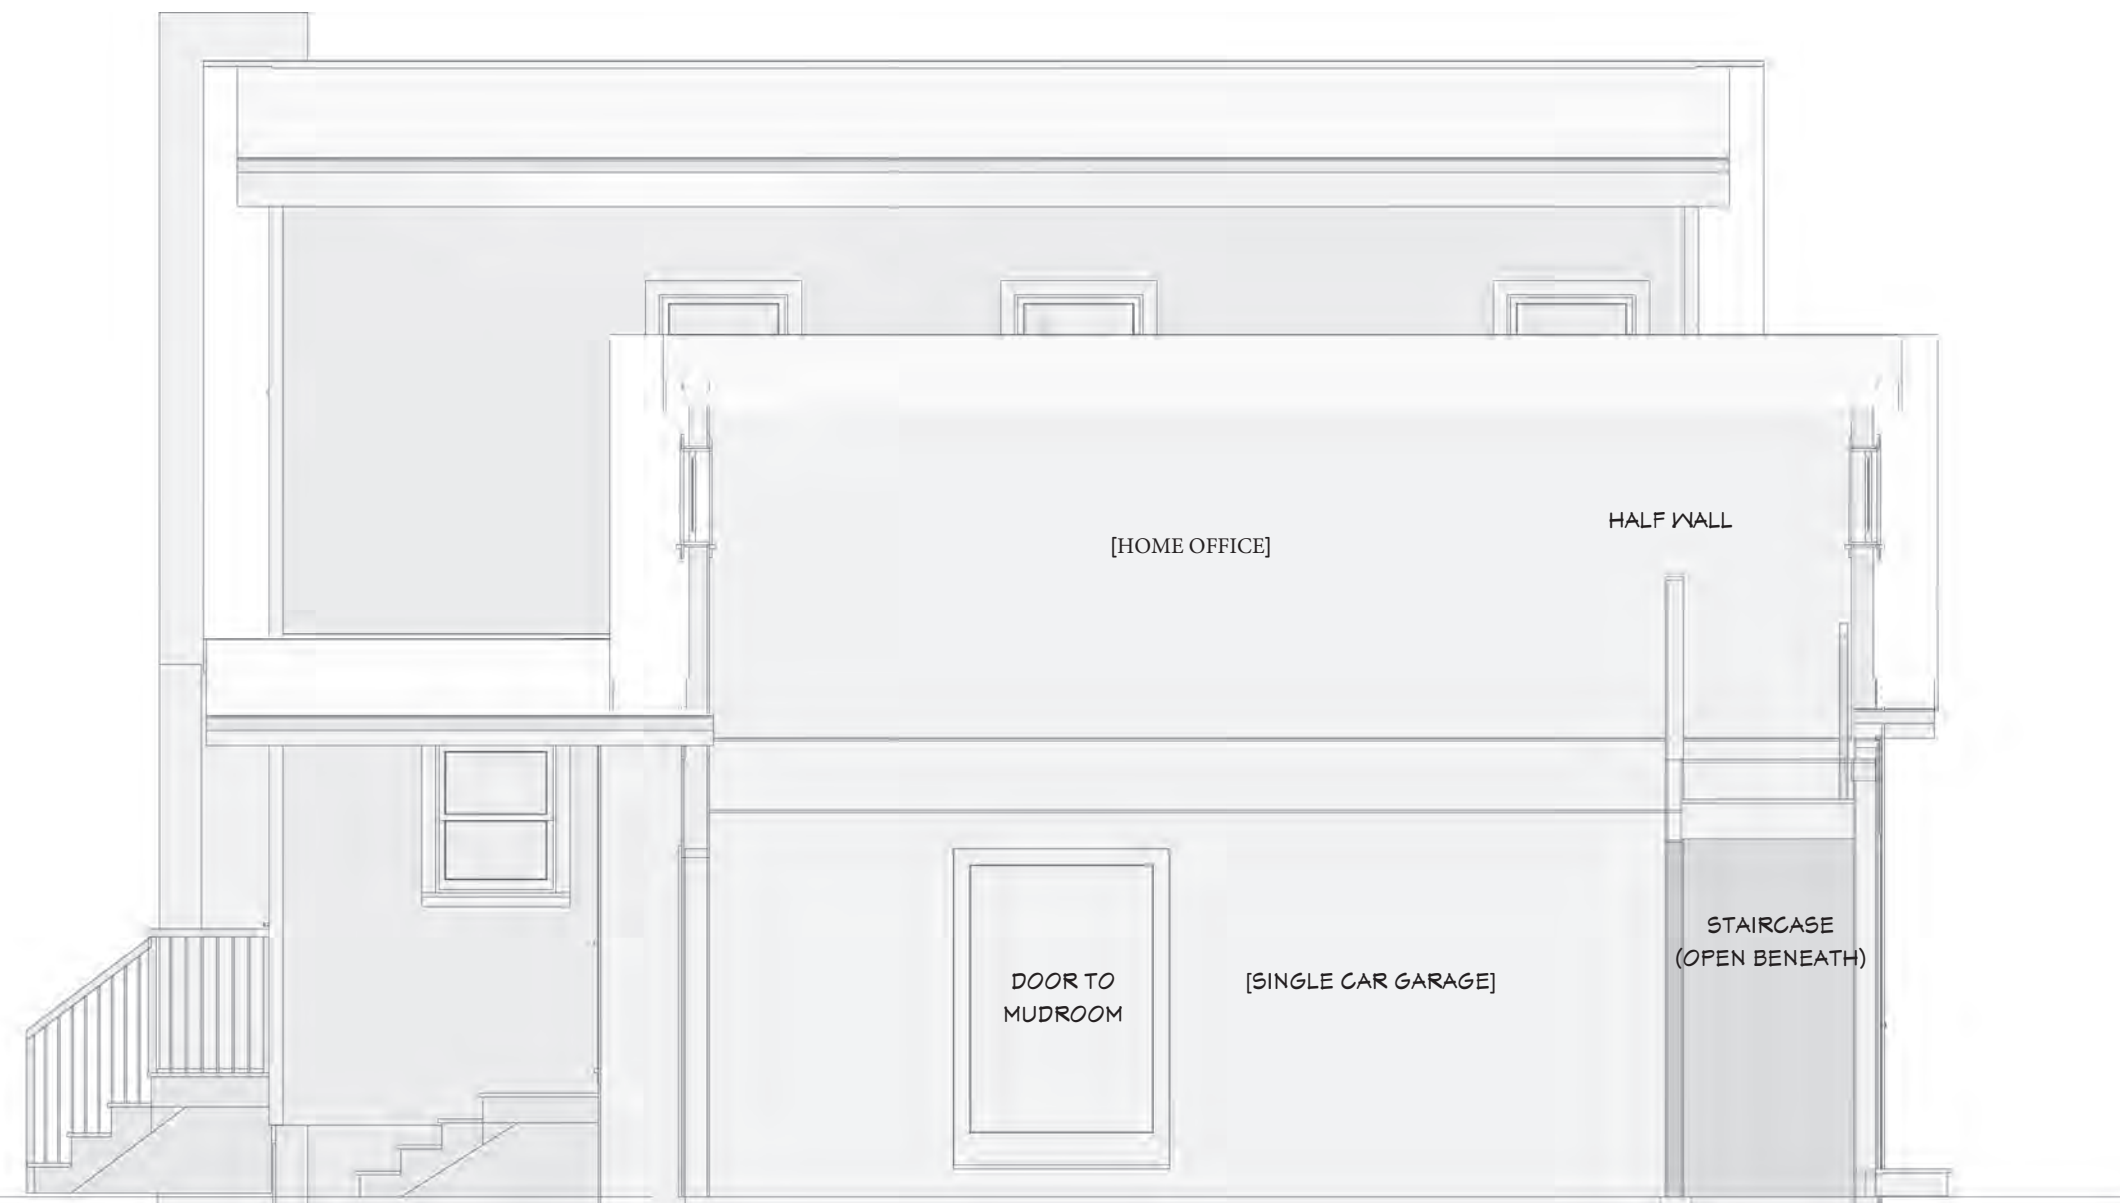 HALF WALL
[HOME OFFICE]
STAIRCASE
(OPEN BENEATH)
DOOR TO
MUDROOM
[SINGLE CAR GARAGE]